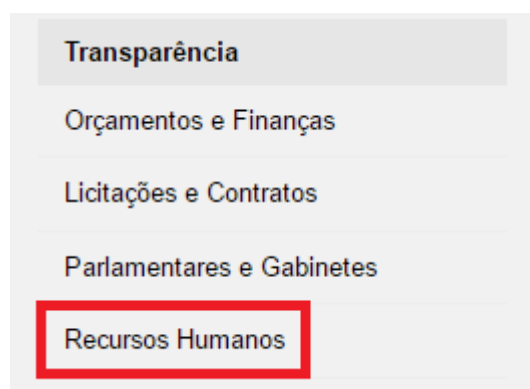 Transparência
Orçamentos e Finanças
Licitações e Contratos
Parlamentares e Gabinetes
Recursos Humanos